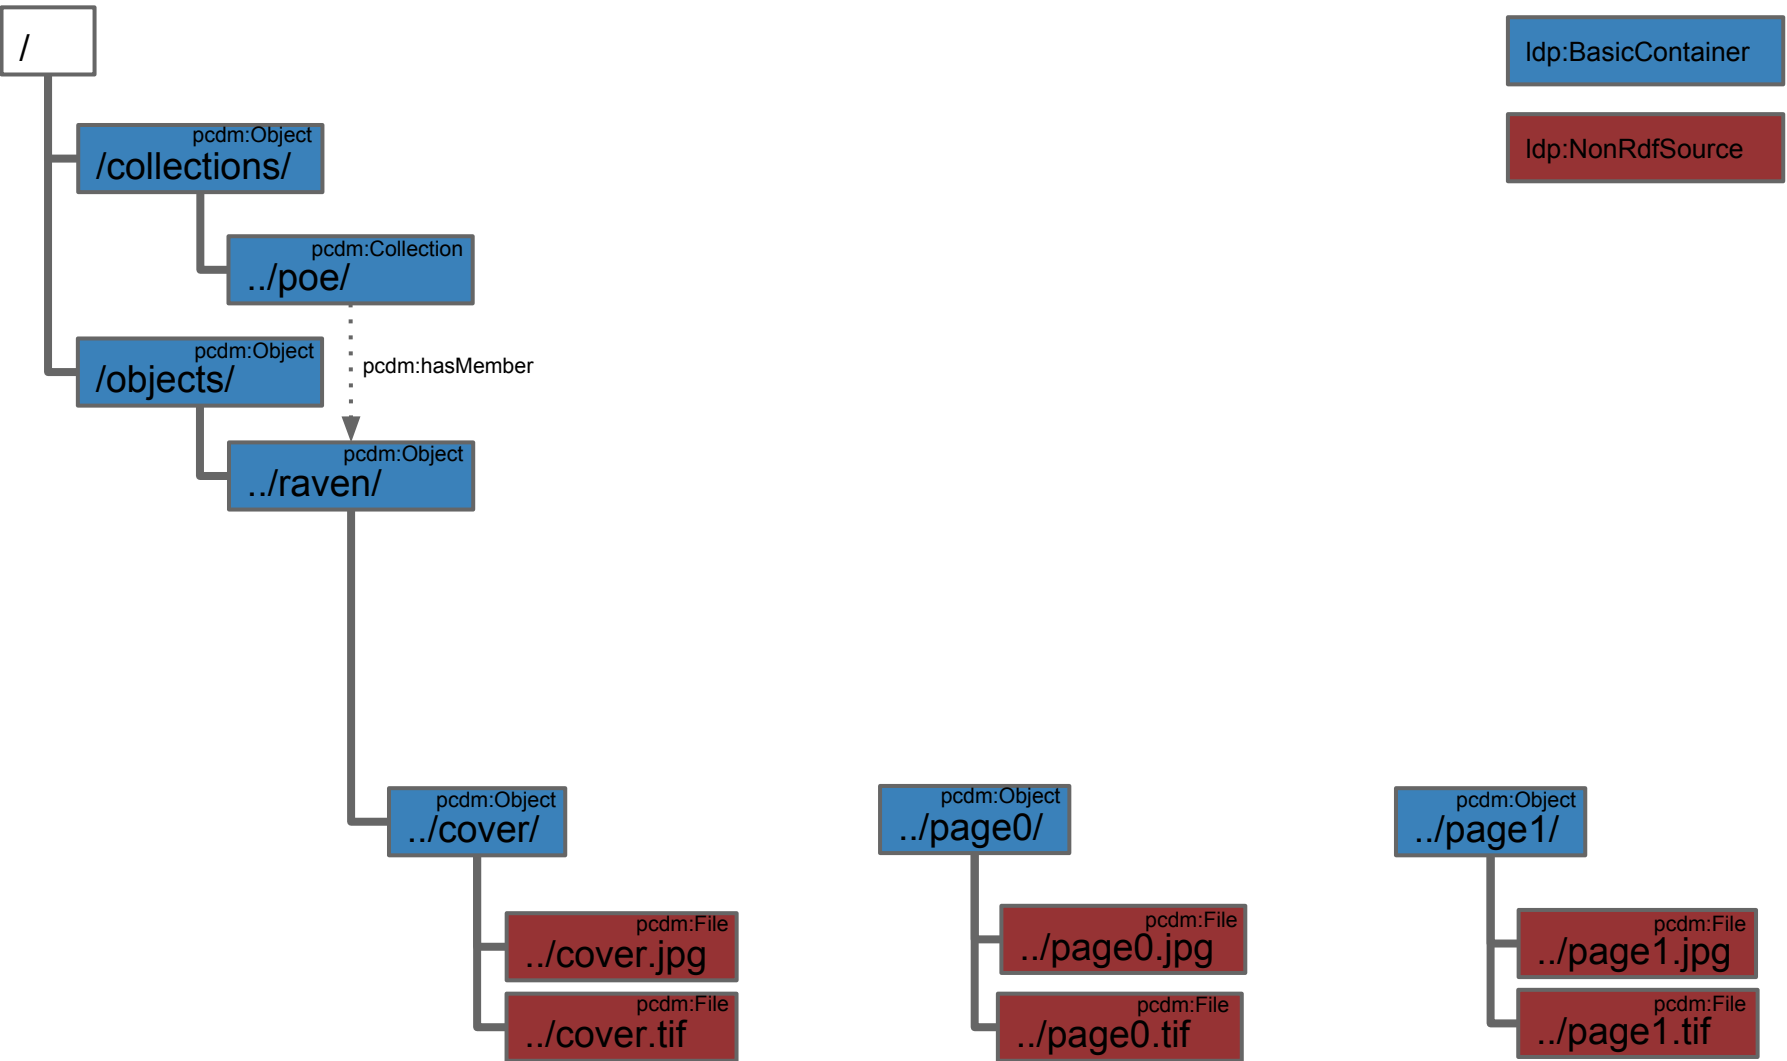 /
ldp:BasicContainer
ldp:NonRdfSource
pcdm:Object
/collections/
pcdm:Collection
../poe/
pcdm:Object
/objects/
pcdm:hasMember
pcdm:Object
../raven/
pcdm:Object
../cover/
pcdm:File
../cover.jpg
pcdm:File
../cover.tif
pcdm:Object
../page0/
pcdm:File
../page0.jpg
pcdm:File
../page0.tif
pcdm:Object
../page1/
pcdm:File
../page1.jpg
pcdm:File
../page1.tif